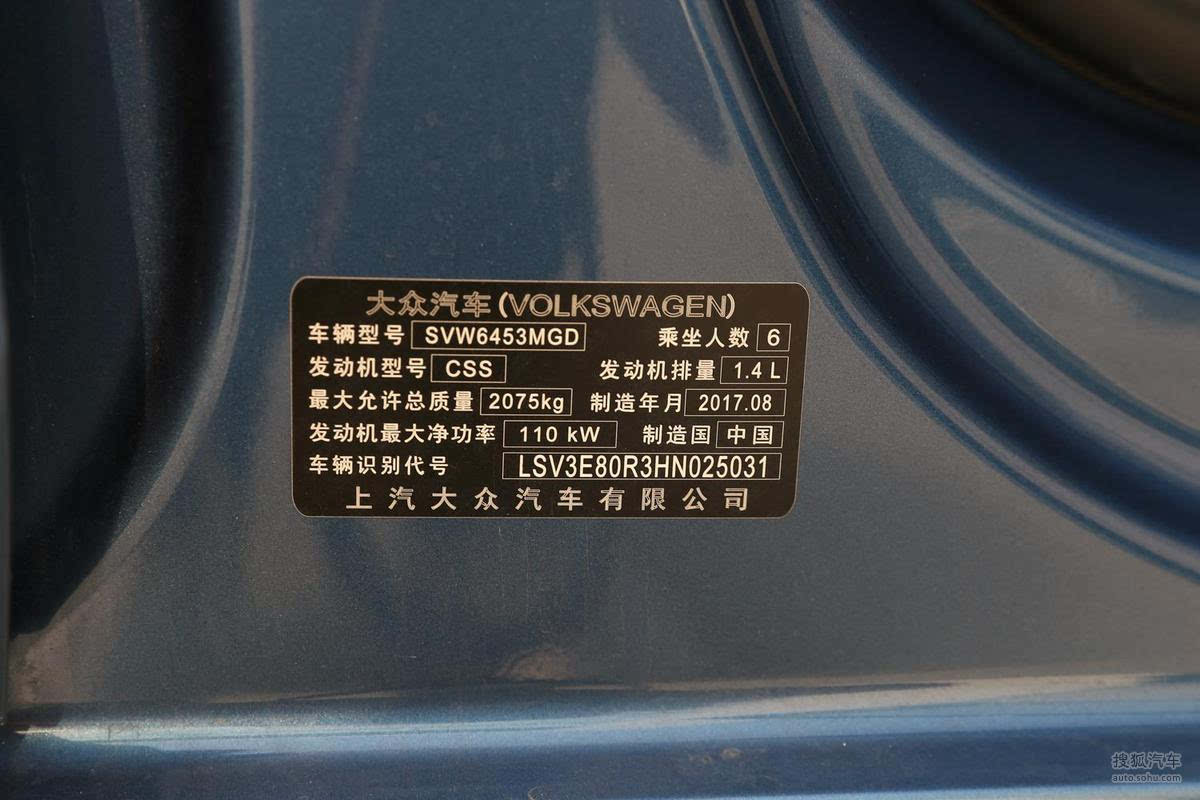 大众汽车(VOLKSWAGEN)
车辆型号 SVW6453MGD 乘坐人数 6
发动机型号 CSS 发动机排量 1.4 L
最大允许总质量 2075kg 制造年月 2017.08
发动机最大净功率 110 kW 制造国 中国
车辆识别代号 LSV3E80R3HN025031
上汽大众汽车有限公司
搜狐汽车
auto.sohu.com